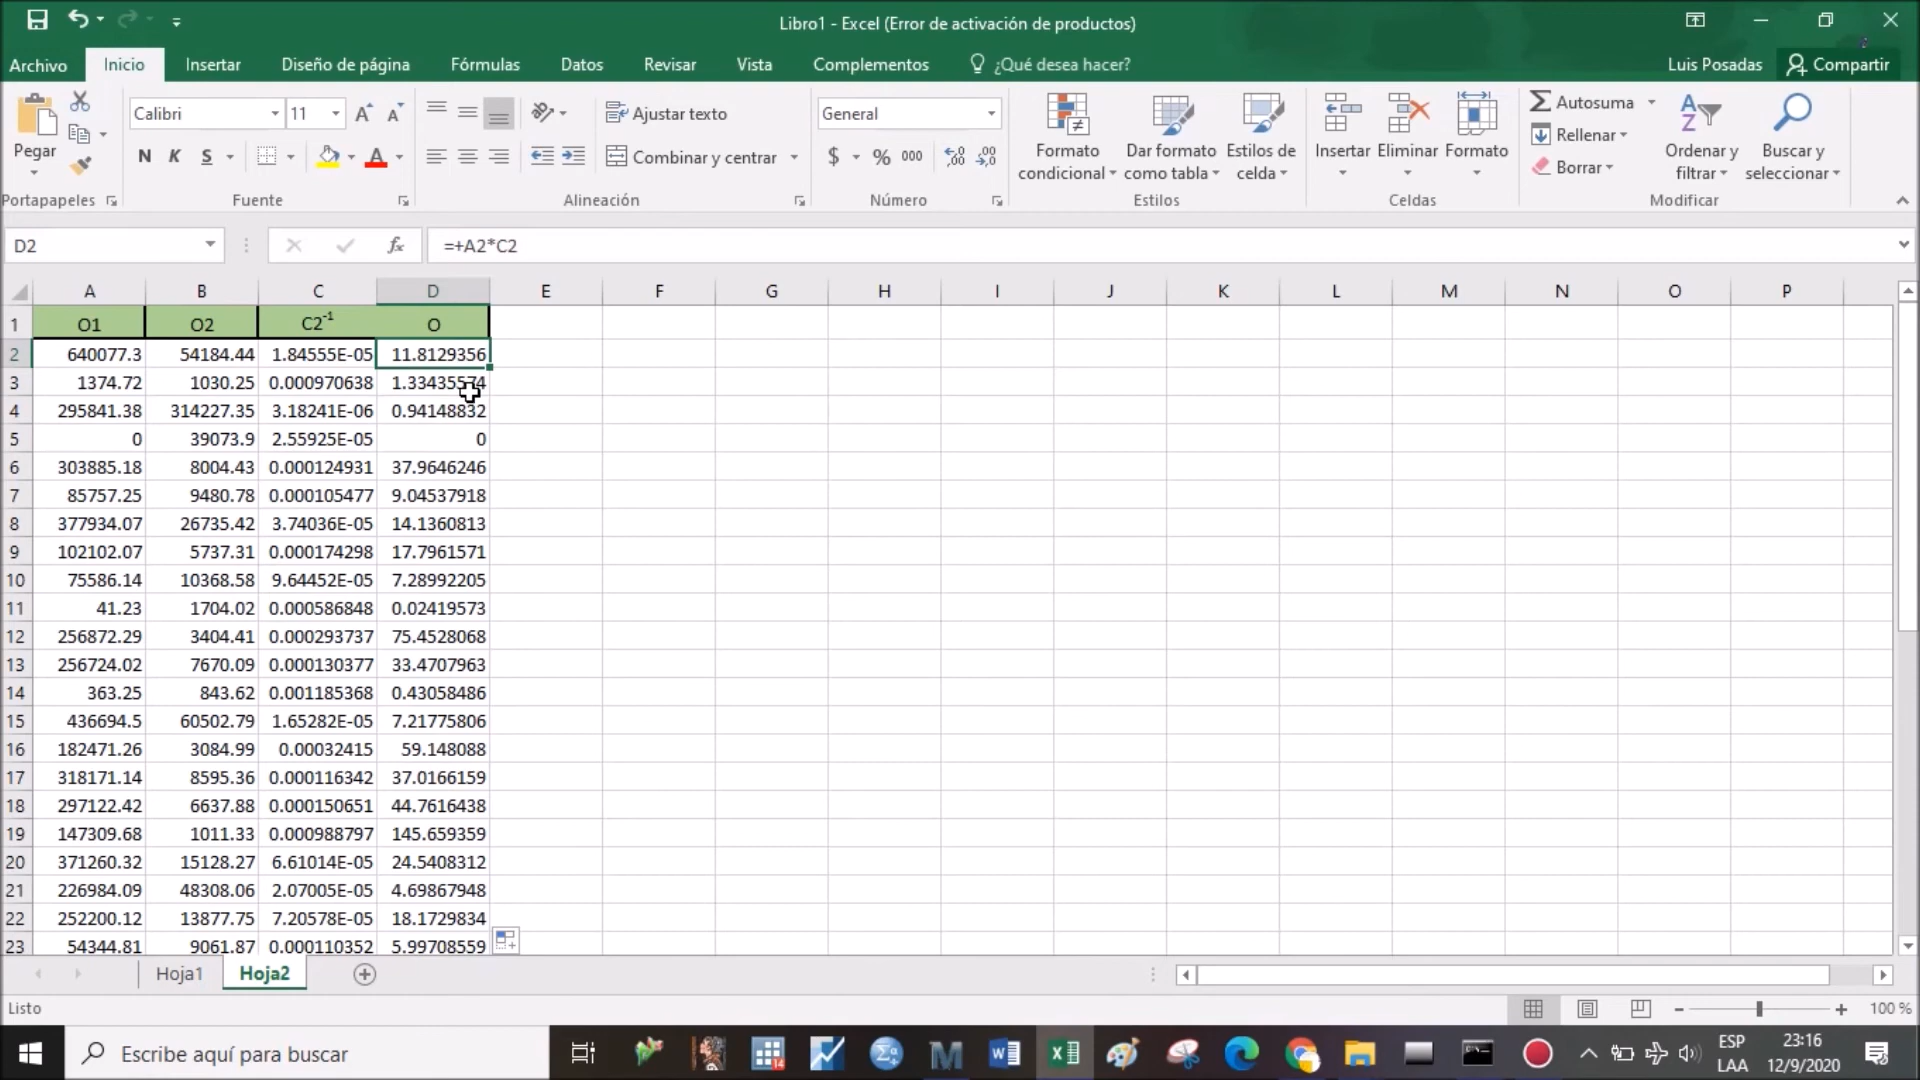 Libro1 - Excel (Error de activación de productos)
Archivo Inicio Insertar Diseño de página Fórmulas Datos Revisar Vista Complementos ¿Qué desea hacer? Luis Posadas Compartir
Pegar
Portapapeles
Calibri 11
N K S
Fuente
Ajustar texto
Combinar y centrar
Alineación
General
$ % 000
Número
Formato condicional
Dar formato como tabla
Estilos de celda
Estilos
Insertar Eliminar Formato
Celdas
Autosuma
Rellenar
Borrar
Ordenar y filtrar
Buscar y seleccionar
Modificar
D2 fx =+A2*C2
A B C D E F G H I J K L M N O P
1 O1 O2 C2-1 O
2 640077.3 54184.44 1.84555E-05 11.8129356
3 1374.72 1030.25 0.000970638 1.33435574
4 295841.38 314227.35 3.18241E-06 0.94148832
5 0 39073.9 2.55925E-05 0
6 303885.18 8004.43 0.000124931 37.9646246
7 85757.25 9480.78 0.000105477 9.04537918
8 377934.07 26735.42 3.74036E-05 14.1360813
9 102102.07 5737.31 0.000174298 17.7961571
10 75586.14 10368.58 9.64452E-05 7.28992205
11 41.23 1704.02 0.000586848 0.02419573
12 256872.29 3404.41 0.000293737 75.4528068
13 256724.02 7670.09 0.000130377 33.4707963
14 363.25 843.62 0.001185368 0.43058486
15 436694.5 60502.79 1.65282E-05 7.21775806
16 182471.26 3084.99 0.00032415 59.148088
17 318171.14 8595.36 0.000116342 37.0166159
18 297122.42 6637.88 0.000150651 44.7616438
19 147309.68 1011.33 0.000988797 145.659359
20 371260.32 15128.27 6.61014E-05 24.5408312
21 226984.09 48308.06 2.07005E-05 4.69867948
22 252200.12 13877.75 7.20578E-05 18.1729834
23 54344.81 9061.87 0.000110352 5.99708559
Hoja1 Hoja2
Listo 100 %
Escribe aquí para buscar
ESP
LAA
23:16
12/9/2020